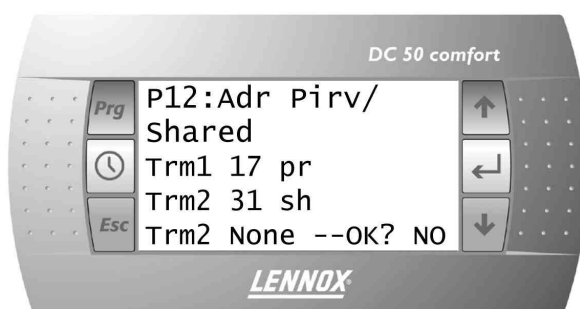 DC 50 comfort
Prg
P12:Adr Pirv/
Shared
Trm1 17 pr
Trm2 31 sh
Esc
Trm2 None --OK? NO
LENNOX